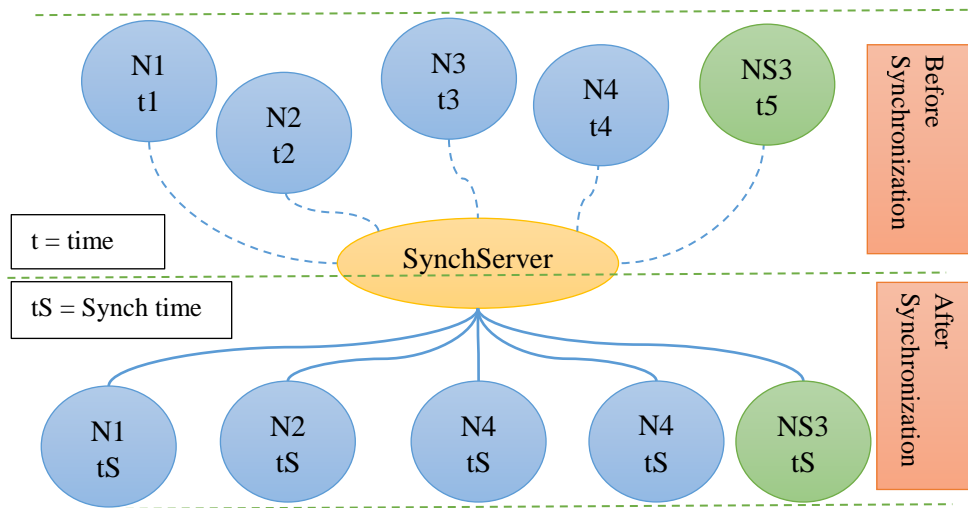 N1
t1
N2
t2
N3
t3
N4
t4
NS3
t5
Before
Synchronization
t = time
SynchServer
tS = Synch time
After
Synchronization
N1
tS
N2
tS
N4
tS
N4
tS
NS3
tS